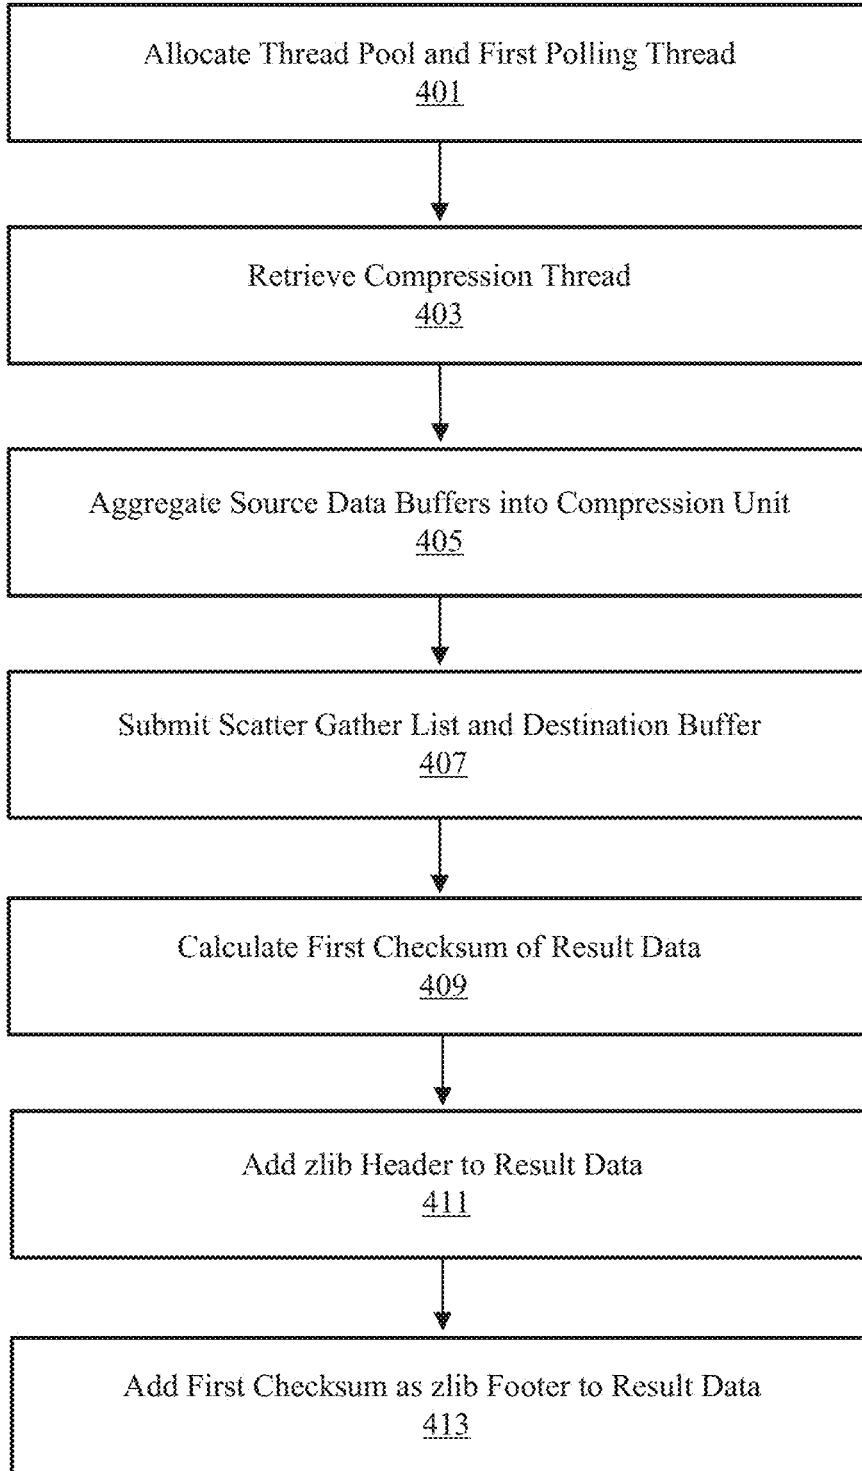 Allocate Thread Pool and First Polling Thread
401
Retrieve Compression Thread
403
Aggregate Source Data Buffers into Compression Unit
405
Submit Scatter Gather List and Destination Buffer
407
Calculate First Checksum of Result Data
409
Add zlib Header to Result Data
411
Add First Checksum as zlib Footer to Result Data
413